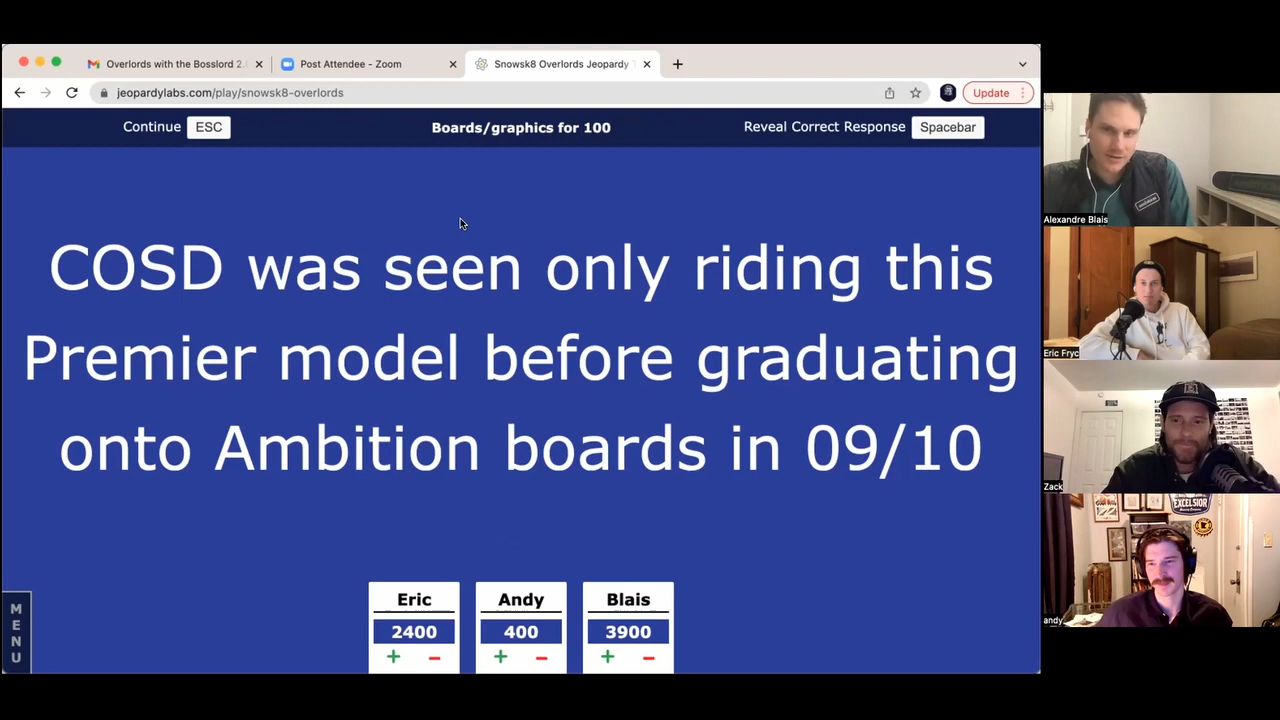 Overlords with the Bosslord 2.
Post Attendee - Zoom
Snowsk8 Overlords Jeopardy T
jeopardylabs.com/play/snowsk8-overlords
Update
Continue ESC
Boards/graphics for 100
Reveal Correct Response Spacebar
COSD was seen only riding this
Premier model before graduating
onto Ambition boards in 09/10
MENU
Eric
2400
+ −
Andy
400
+ −
Blais
3900
+ −
Alexandre Blais
Eric Fryc
Zack
EXCELSIOR
andy